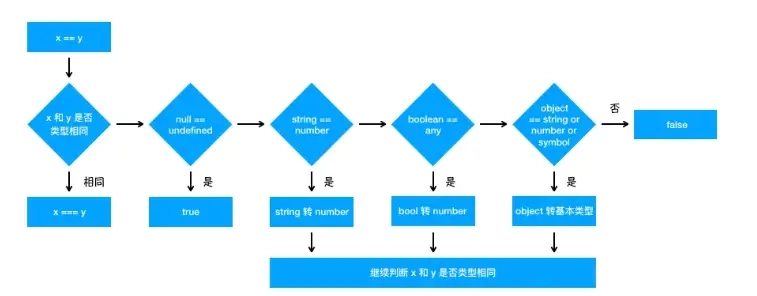 x == y
x 和 y 是否
类型相同
null ==
undefined
string ==
number
boolean ==
any
object
== string or
number or
symbol
否
false
相同
是
是
是
是
x === y
true
string 转 number
bool 转 number
object 转基本类型
继续判断 x 和 y 是否类型相同